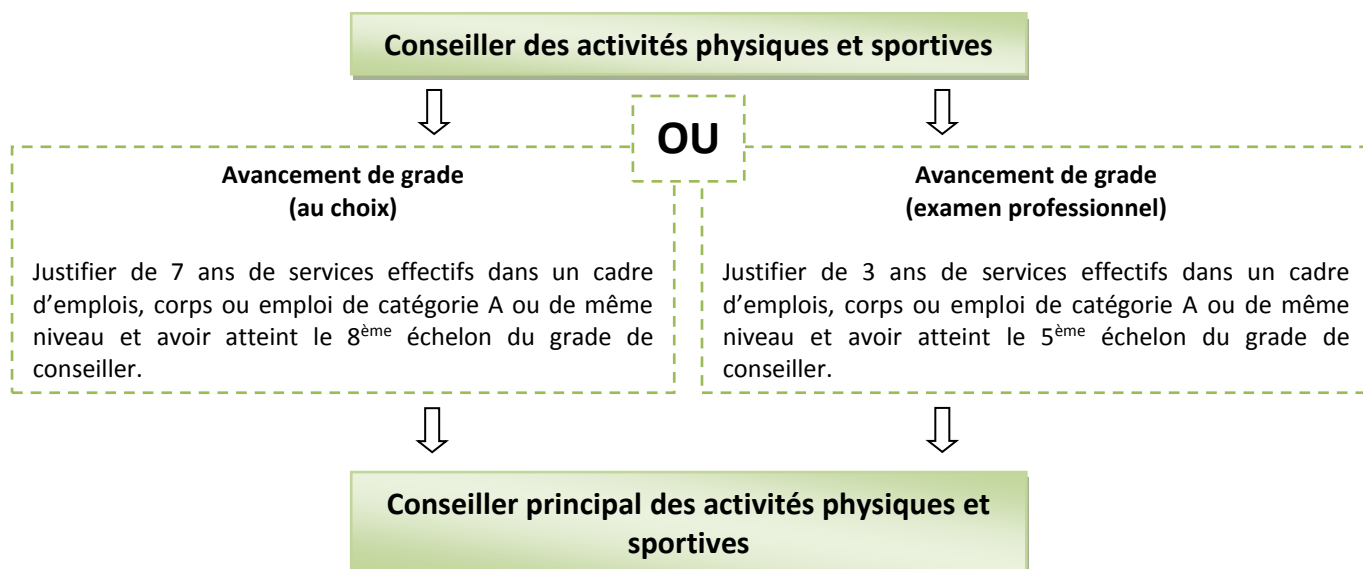 Conseiller des activités physiques et sportives
OU
Avancement de grade
(au choix)
Justifier de 7 ans de services effectifs dans un cadre
d’emplois, corps ou emploi de catégorie A ou de même
niveau et avoir atteint le 8ème échelon du grade de
conseiller.
Avancement de grade
(examen professionnel)
Justifier de 3 ans de services effectifs dans un cadre
d’emplois, corps ou emploi de catégorie A ou de même
niveau et avoir atteint le 5ème échelon du grade de
conseiller.
Conseiller principal des activités physiques et
sportives